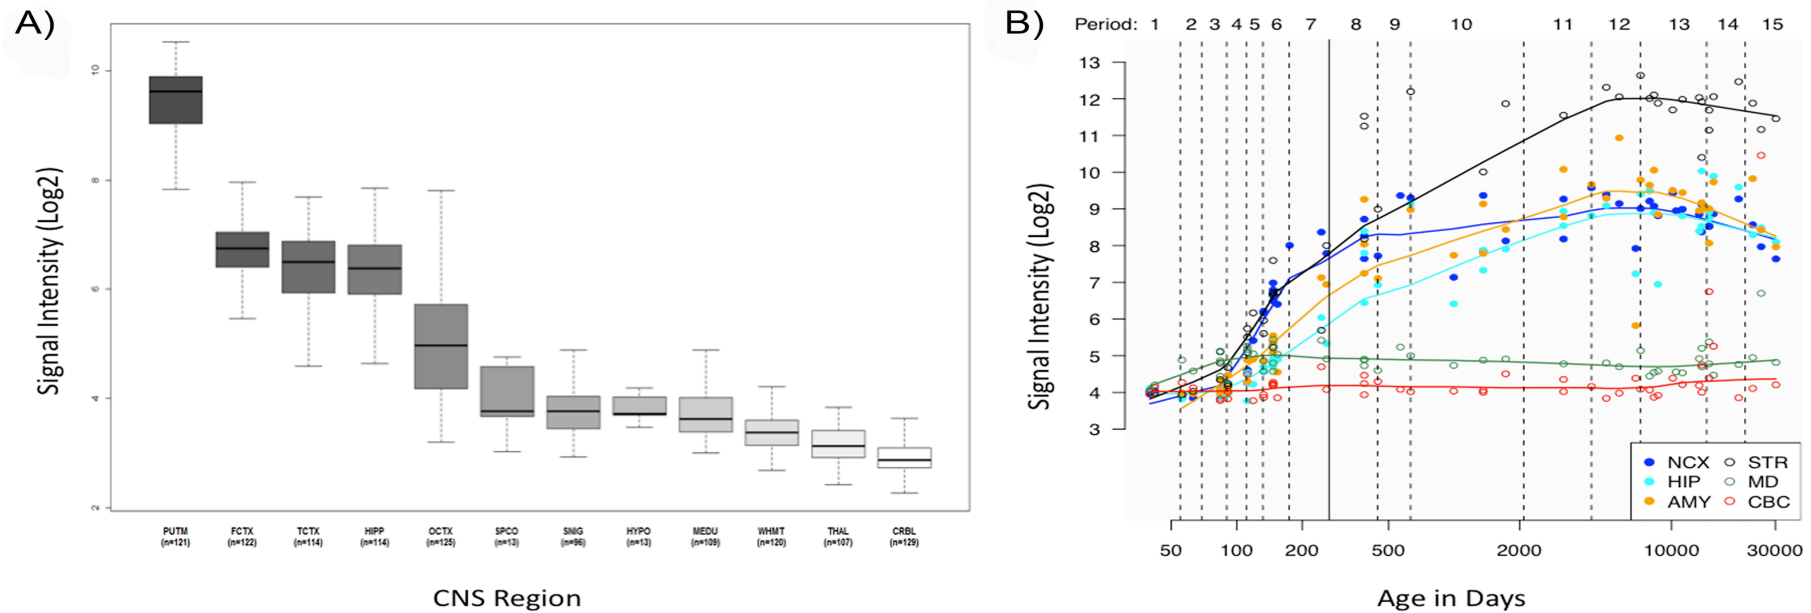 A)
Signal Intensity (Log2)
10
8
6
4
2
PUTM FCTX TCTX HIPP OCTX SPCO SNIG HYPO MEDU WHMT THAL CRBL
(n=121) (n=122) (n=114) (n=114) (n=125) (n=13) (n=96) (n=13) (n=109) (n=120) (n=107) (n=129)
CNS Region
B)
Period: 1 2 3 4 5 6 7 8 9 10 11 12 13 14 15
Signal Intensity (Log2)
13
12
11
10
9
8
7
6
5
4
3
NCX STR
HIP MD
AMY CBC
50 100 200 500 2000 10000 30000
Age in Days